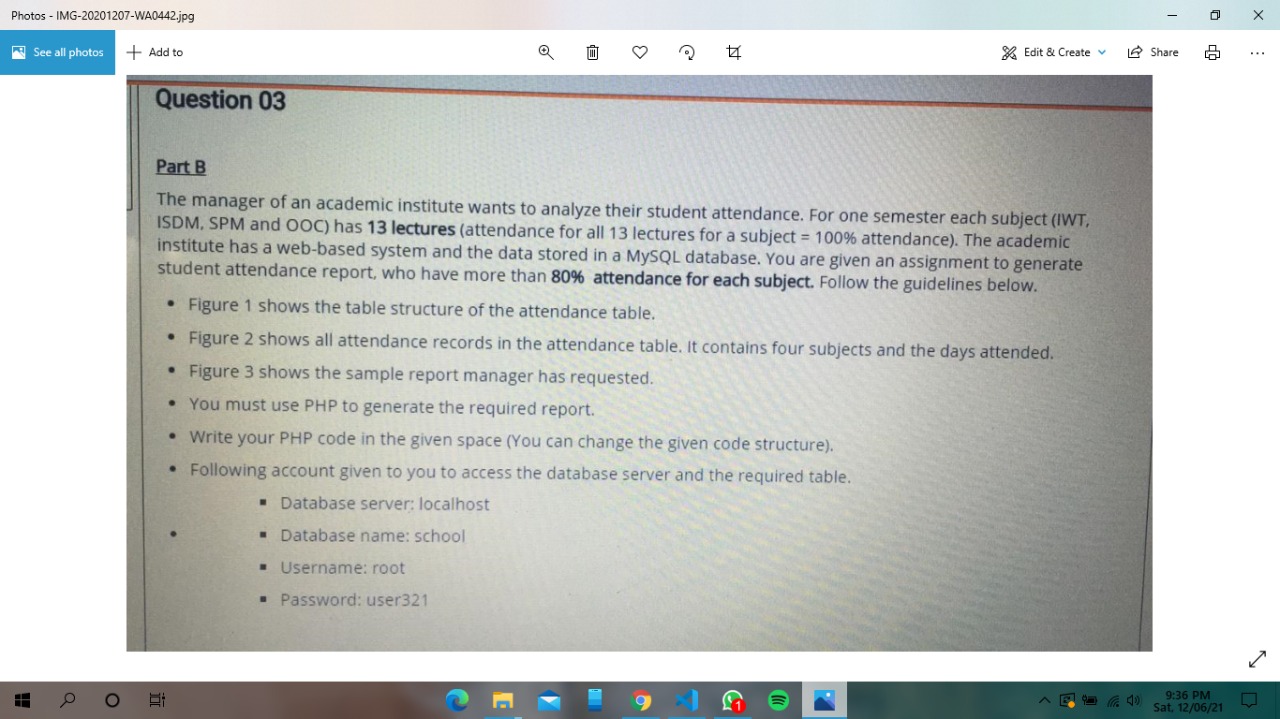 Photos - IMG-20201207-WA0442.jpg
See all photos
Add to
Edit & Create
Share
Question 03
Part B
The manager of an academic institute wants to analyze their student attendance. For one semester each subject (IWT,
ISDM, SPM and OOC) has 13 lectures (attendance for all 13 lectures for a subject = 100% attendance). The academic
institute has a web-based system and the data stored in a MySQL database. You are given an assignment to generate
student attendance report, who have more than 80% attendance for each subject. Follow the guidelines below.
• Figure 1 shows the table structure of the attendance table.
• Figure 2 shows all attendance records in the attendance table. It contains four subjects and the days attended.
• Figure 3 shows the sample report manager has requested.
• You must use PHP to generate the required report.
• Write your PHP code in the given space (You can change the given code structure).
• Following account given to you to access the database server and the required table.
▪ Database server: localhost
• ▪ Database name: school
▪ Username: root
▪ Password: user321
1
9:36 PM
Sat, 12/06/21